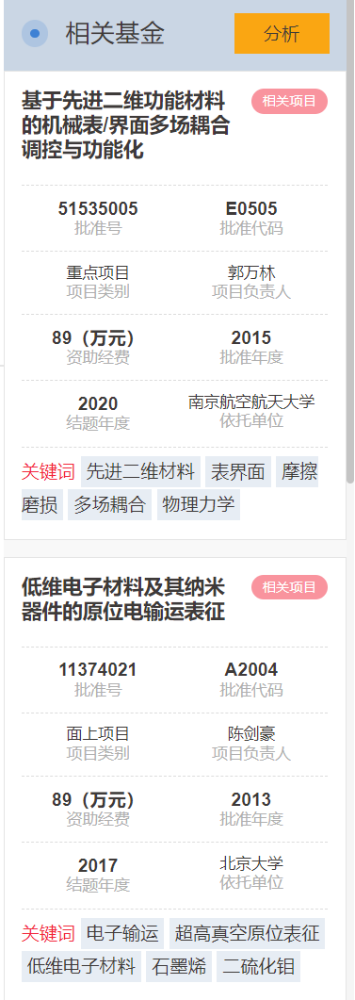 相关基金 分析
基于先进二维功能材料 相关项目
的机械表/界面多场耦合
调控与功能化
51535005 E0505
批准号 批准代码
重点项目 郭万林
项目类别 项目负责人
89（万元） 2015
资助经费 批准年度
2020 南京航空航天大学
结题年度 依托单位
关键词 先进二维材料 表界面 摩擦
磨损 多场耦合 物理力学
低维电子材料及其纳米 相关项目
器件的原位电输运表征
11374021 A2004
批准号 批准代码
面上项目 陈剑豪
项目类别 项目负责人
89（万元） 2013
资助经费 批准年度
2017 北京大学
结题年度 依托单位
关键词 电子输运 超高真空原位表征
低维电子材料 石墨烯 二硫化钼